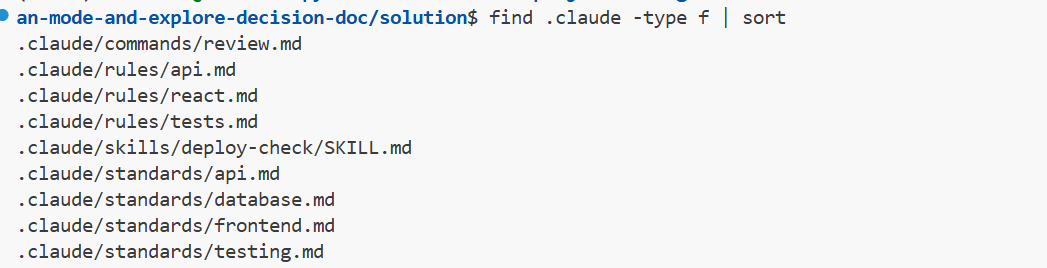 an-mode-and-explore-decision-doc/solution$ find .claude -type f | sort
.claude/commands/review.md
.claude/rules/api.md
.claude/rules/react.md
.claude/rules/tests.md
.claude/skills/deploy-check/SKILL.md
.claude/standards/api.md
.claude/standards/database.md
.claude/standards/frontend.md
.claude/standards/testing.md